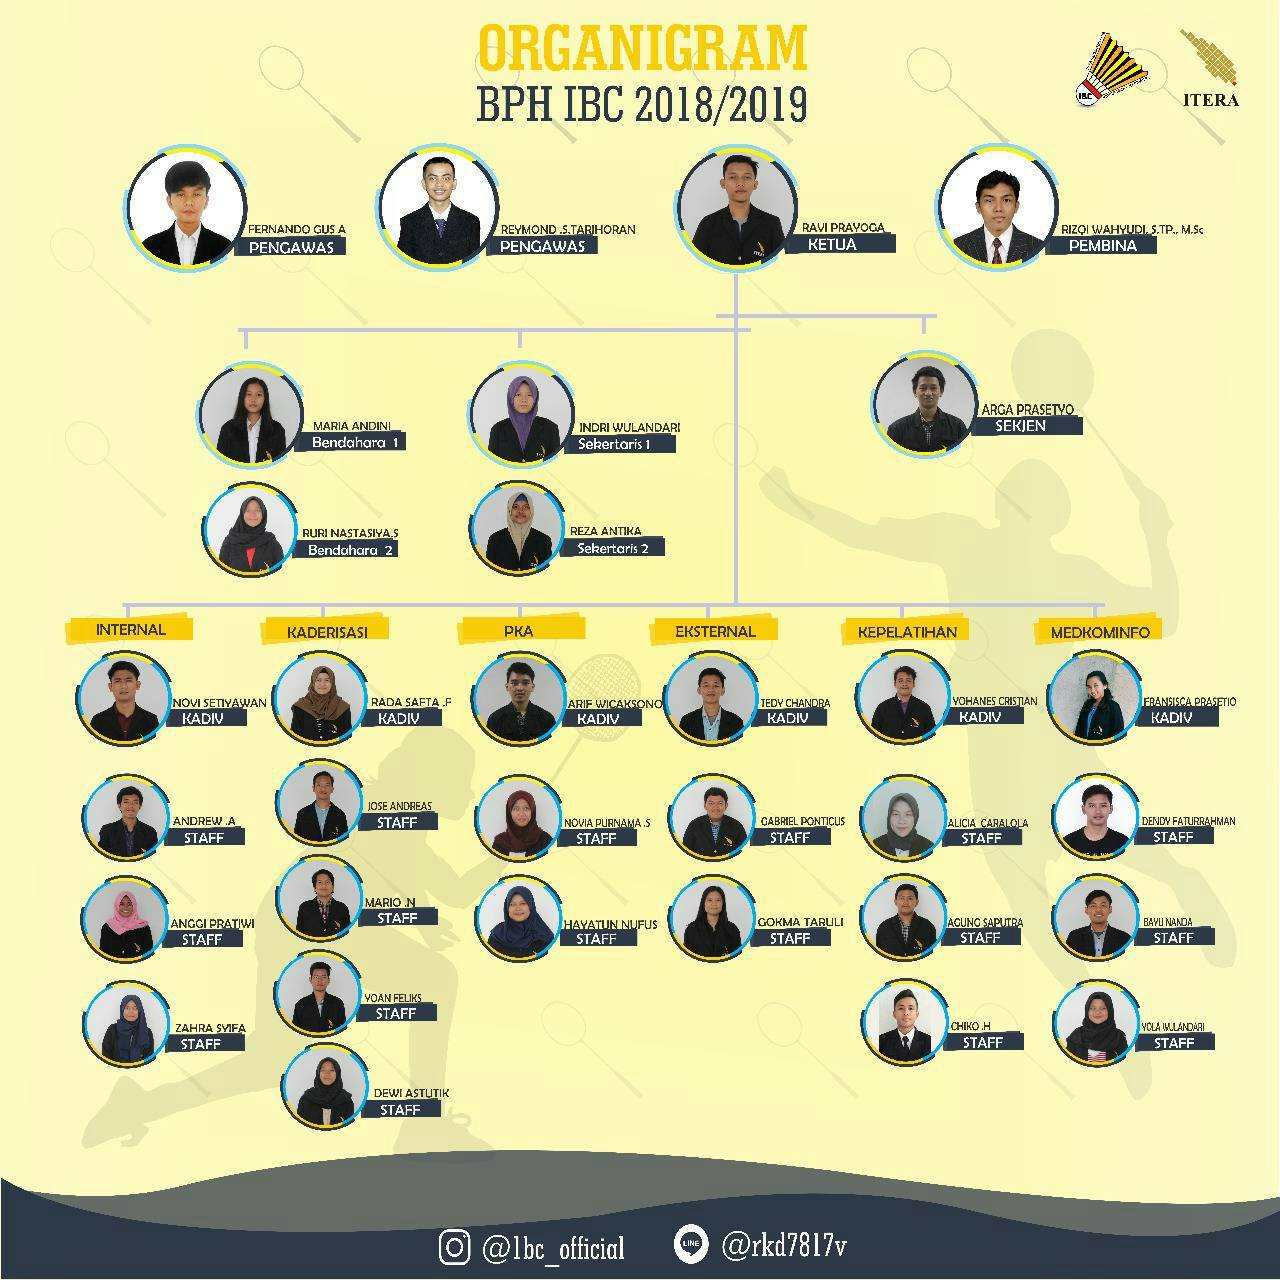 ORGANIGRAM
BPH IBC 2018/2019
IBC
ITERA
FERNANDO GUS A
PENGAWAS
REYMOND .S.TARIHORAN
PENGAWAS
RAVI PRAYOGA
KETUA
RIZQI WAHYUDI, S.TP., M.Sc
PEMBINA
MARIA ANDINI
Bendahara 1
INDRI WULANDARI
Sekertaris 1
ARGA PRASETYO
SEKJEN
RURI NASTASIYA.S
Bendahara 2
REZA ANTIKA
Sekertaris 2
INTERNAL
KADERISASI
PKA
EKSTERNAL
KEPELATIHAN
MEDKOMINFO
NOVI SETIYAWAN
KADIV
RADA SAFTA .F
KADIV
ARIF WICAKSONO
KADIV
TEDY CHANDRA
KADIV
YOHANES CRISTIAN
KADIV
FRANSISCA PRASETIO
KADIV
ANDREW .A
STAFF
JOSE ANDREAS
STAFF
NOVIA PURNAMA .S
STAFF
GABRIEL PONTICUS
STAFF
ALICIA CARALOLA
STAFF
DENDY FATURRAHMAN
STAFF
ANGGI PRATIWI
STAFF
MARIO .N
STAFF
HAYATUN NUFUS
STAFF
GOKMA TARULI
STAFF
AGUNG SAPUTRA
STAFF
BAYU NANDA
STAFF
ZAHRA SYIFA
STAFF
YOAN FELIKS
STAFF
CHIKO .H
STAFF
YOLA WULANDARI
STAFF
DEWI ASTUTIK
STAFF
@1bc_official
LINE
@rkd7817v